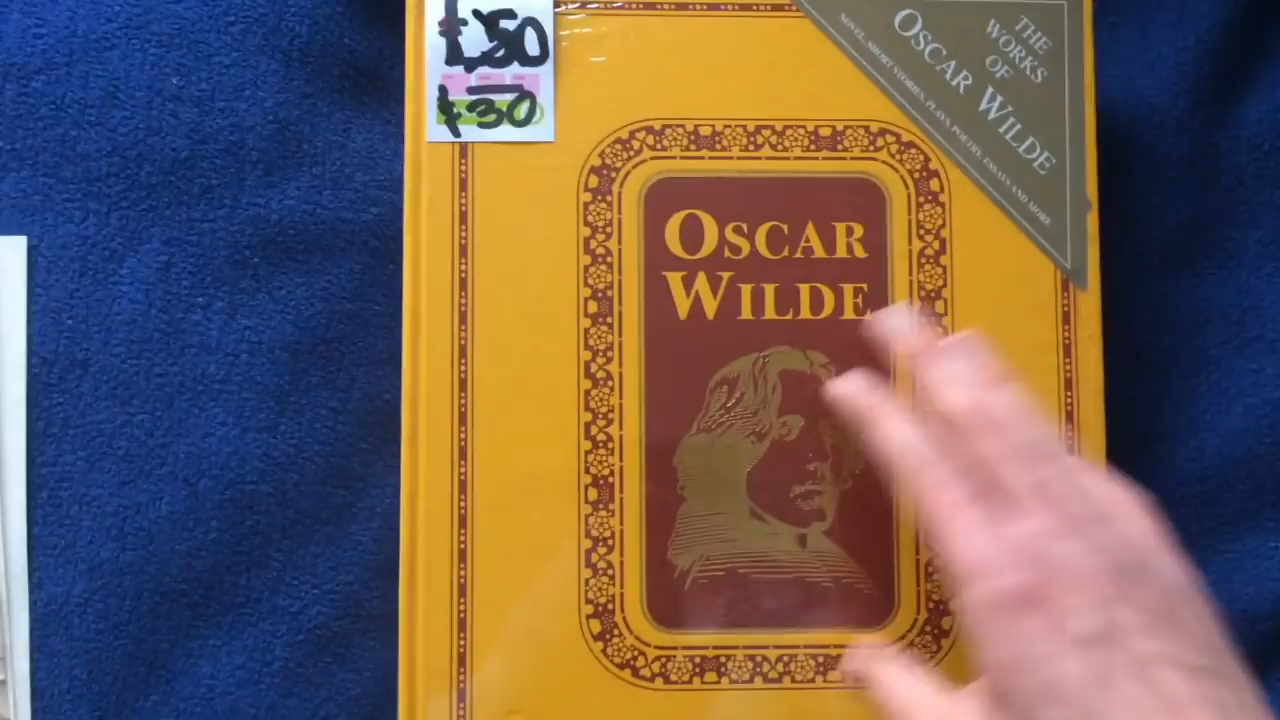 £50
£30
THE
WORKS
OF
OSCAR WILDE
NOVEL, SHORT STORIES, PLAYS, POETRY, ESSAYS AND MORE
OSCAR
WILDE